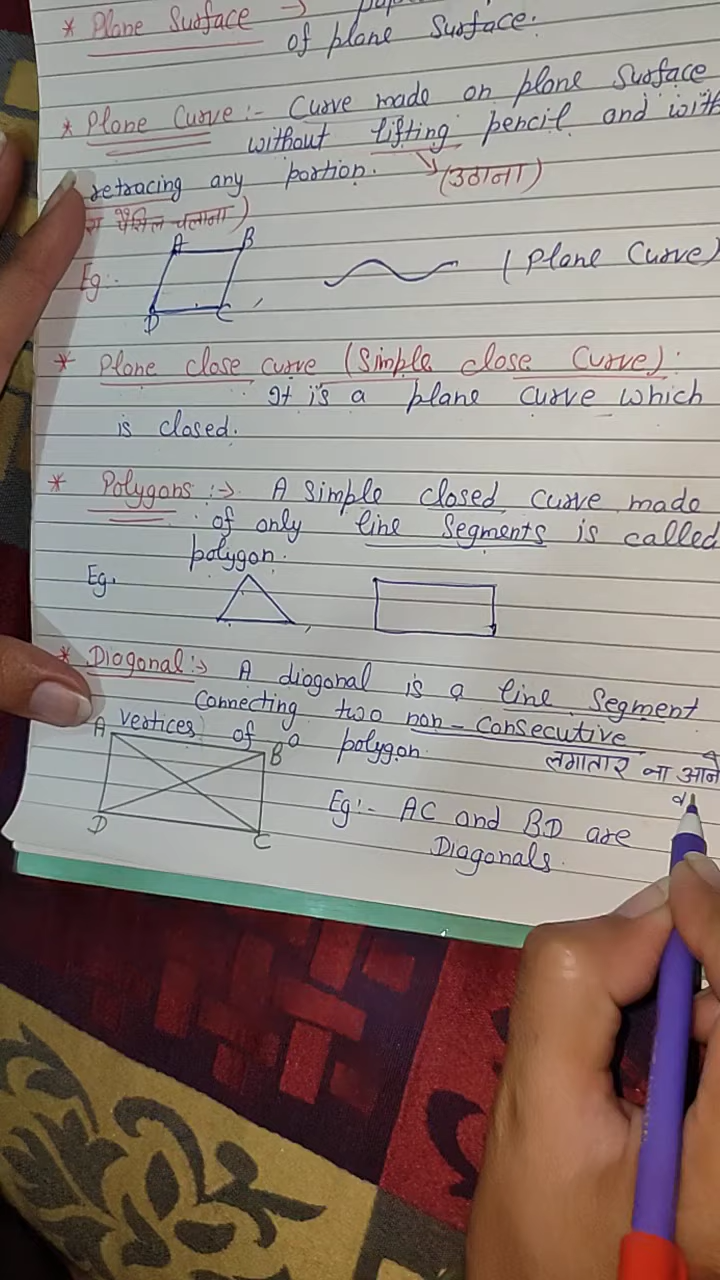 * Plane Surface →
of plane surface.
* Plane Curve :- Curve made on plane surface
without lifting pencil and with
retracing any portion. (उठाना)
पेंसिल चलाना)
A B
Eg:- (Plane Curve)
D C
* Plane close curve (Simple close Curve):
It is a plane curve which
is closed.
* Polygons :→ A simple closed curve made
of only line segments is called
polygon.
Eg.
* Diagonal :→ A diagonal is a line segment
Connecting two non-consecutive
A vertices of a polygon.
B लगातार ना आने
Eg:- AC and BD are
D C Diagonals.